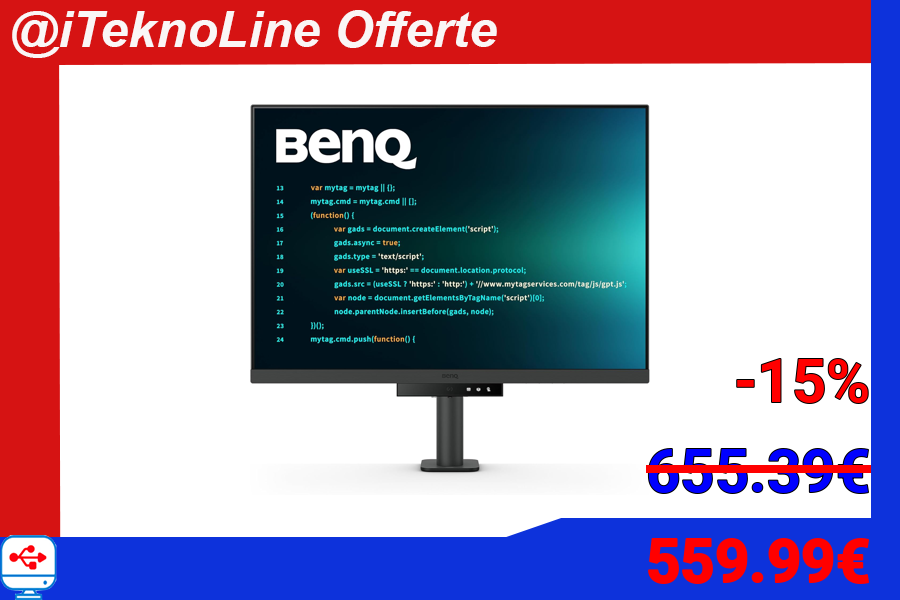 @iTeknoLine Offerte
BenQ
13 var mytag = mytag || {};
14 mytag.cmd = mytag.cmd || [];
15 (function() {
16 var gads = document.createElement('script');
17 gads.async = true;
18 gads.type = 'text/script';
19 var useSSL = 'https:' == document.location.protocol;
20 gads.src = (useSSL ? 'https:' : 'http:') + '//www.mytagservices.com/tag/js/gpt.js';
21 var node = document.getElementsByTagName('script')[0];
22 node.parentNode.insertBefore(gads, node);
23 })();
24 mytag.cmd.push(function() {
BenQ
-15%
655.39€
559.99€